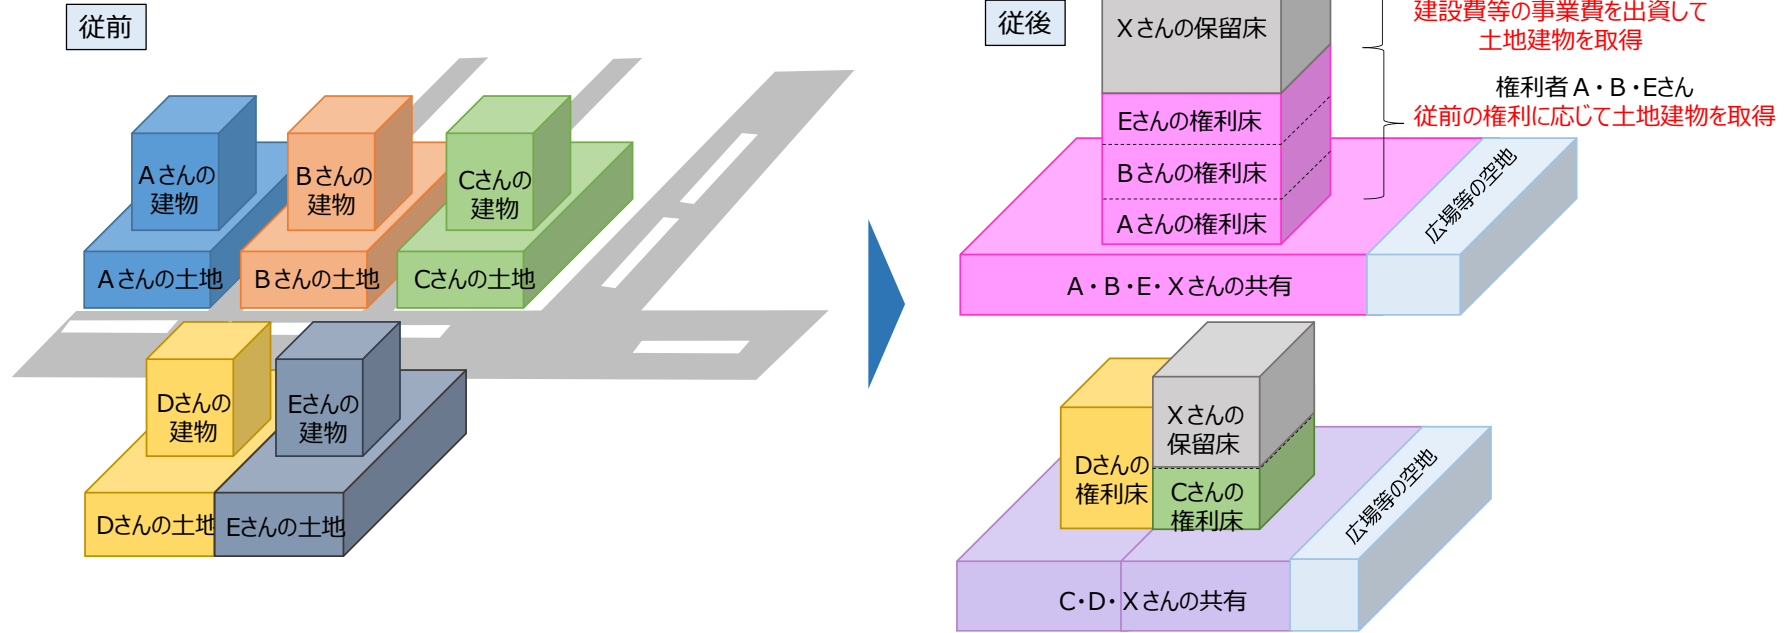 従前
Aさんの
建物
Bさんの
建物
Cさんの
建物
Aさんの土地
Bさんの土地
Cさんの土地
Dさんの
建物
Eさんの
建物
Dさんの土地
Eさんの土地
従後
Xさんの保留床
建設費等の事業費を出資して
土地建物を取得
権利者A・B・Eさん
従前の権利に応じて土地建物を取得
Eさんの権利床
Bさんの権利床
Aさんの権利床
A・B・E・Xさんの共有
広場等の空地
Xさんの
保留床
Dさんの
権利床
Cさんの
権利床
C・D・Xさんの共有
広場等の空地